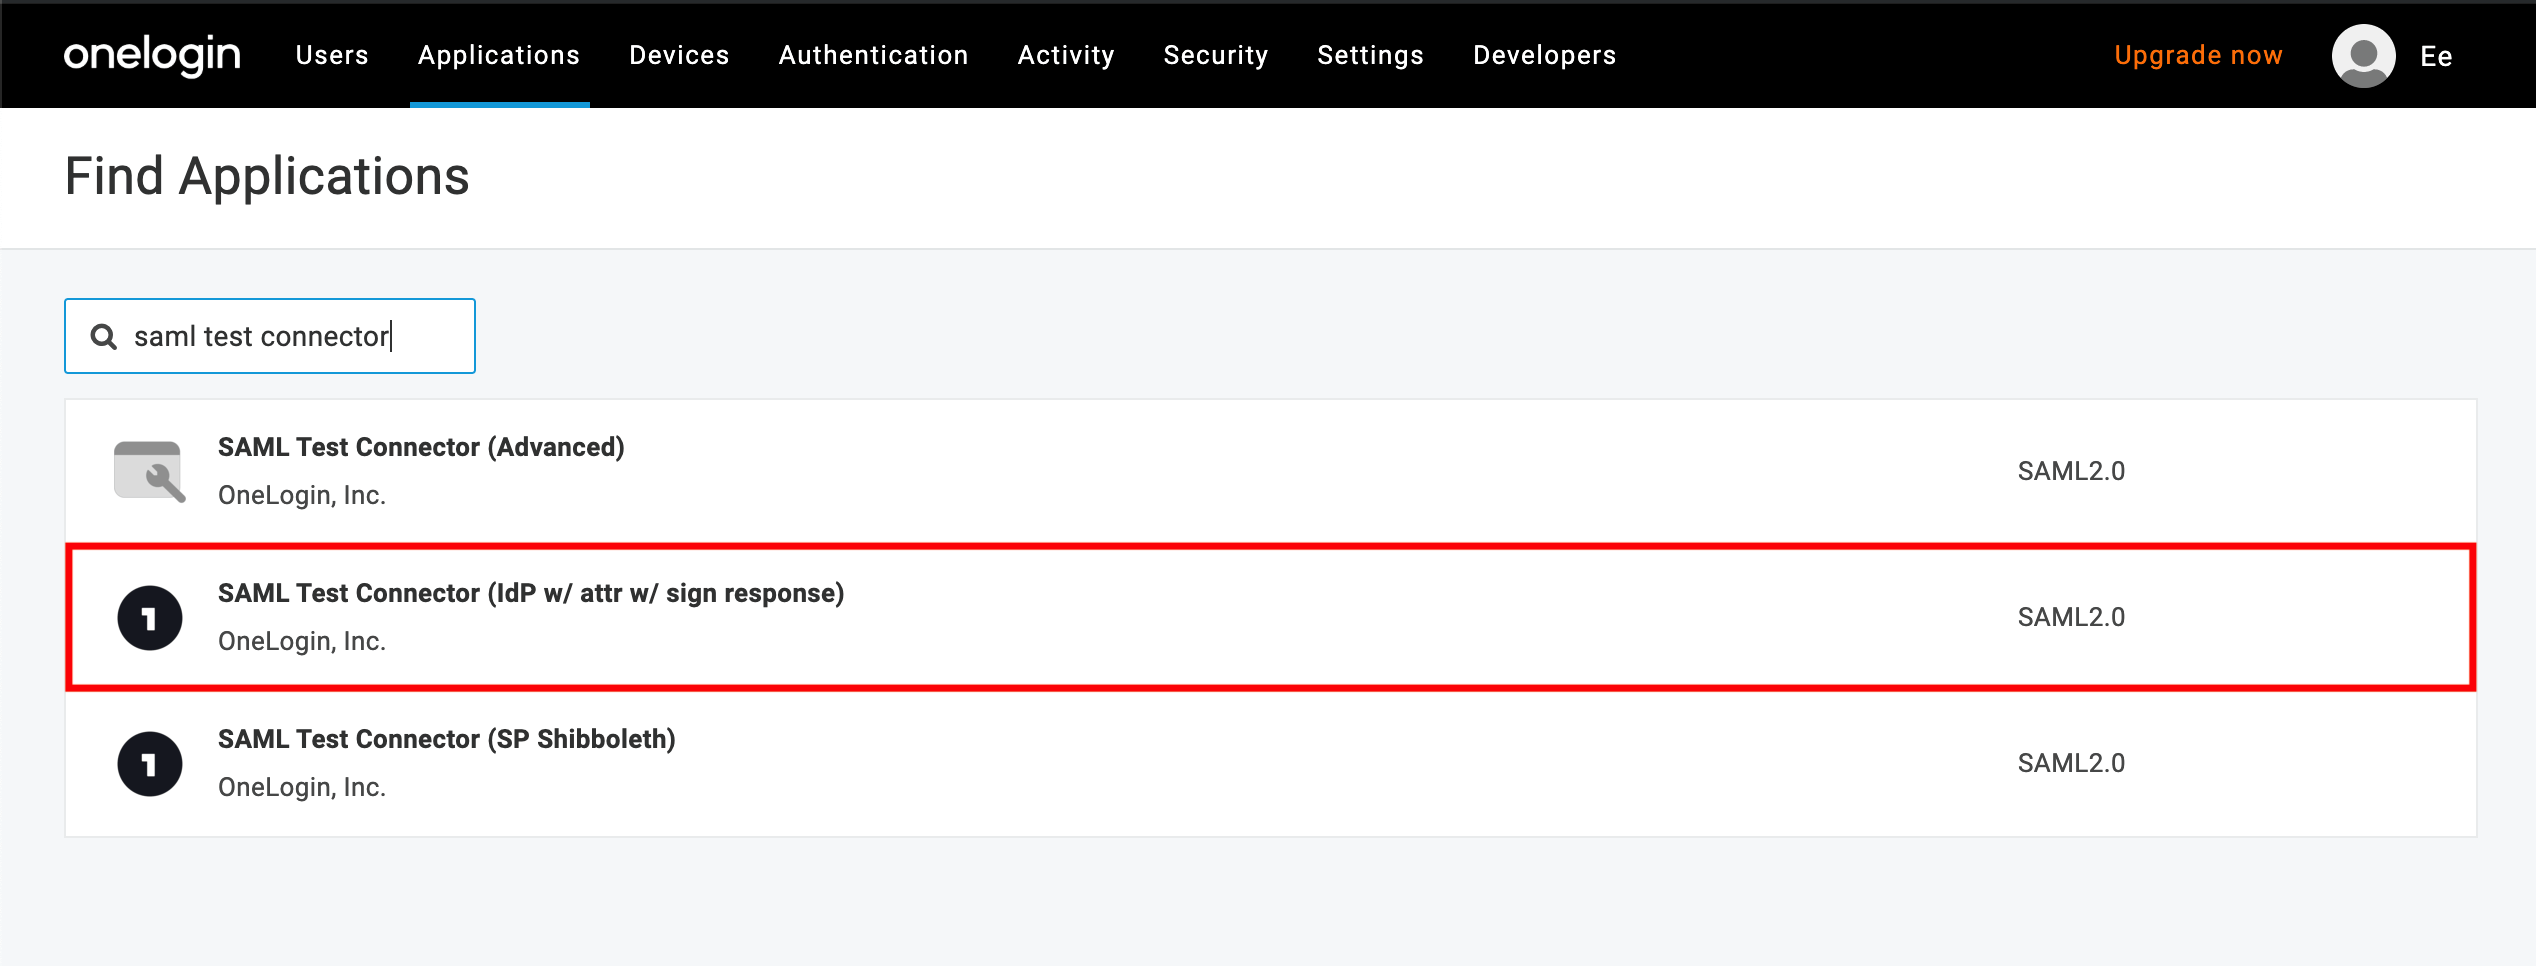 onelogin Users Applications Devices Authentication Activity Security Settings Developers Upgrade now Ee
Find Applications
saml test connector
SAML Test Connector (Advanced)
OneLogin, Inc.
SAML2.0
1
SAML Test Connector (IdP w/ attr w/ sign response)
OneLogin, Inc.
SAML2.0
1
SAML Test Connector (SP Shibboleth)
OneLogin, Inc.
SAML2.0